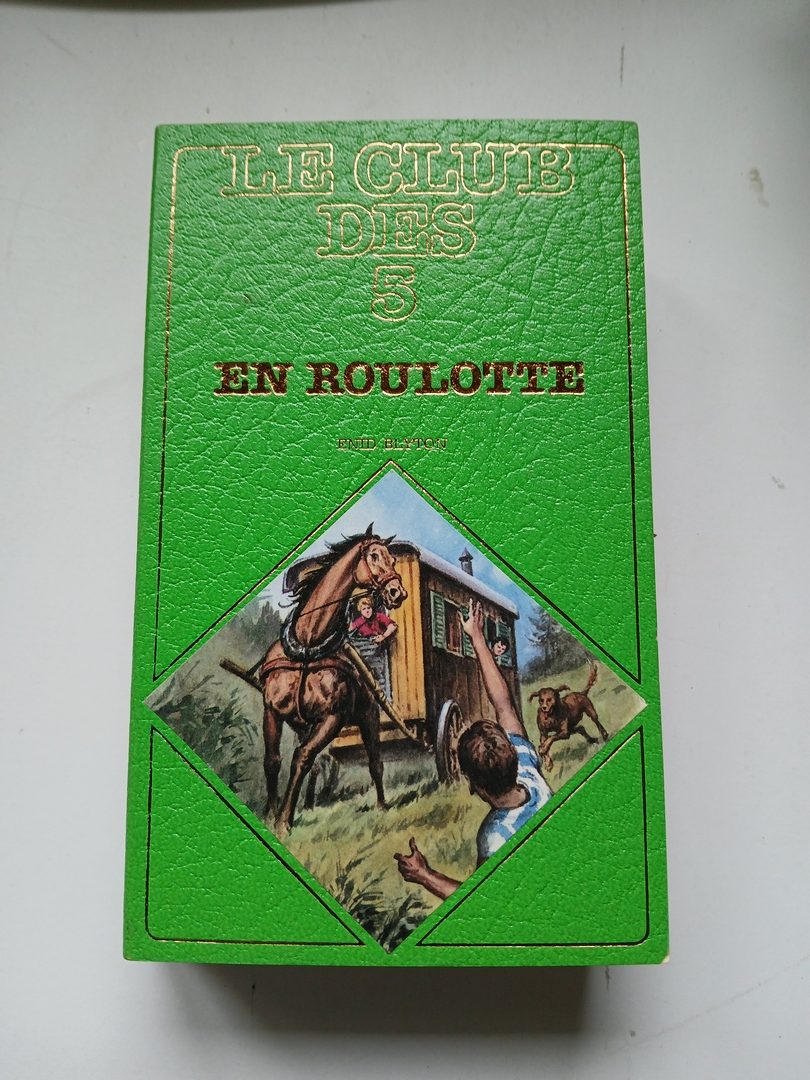 LE CLUB
DES
5
EN ROULOTTE
ENID BLYTON